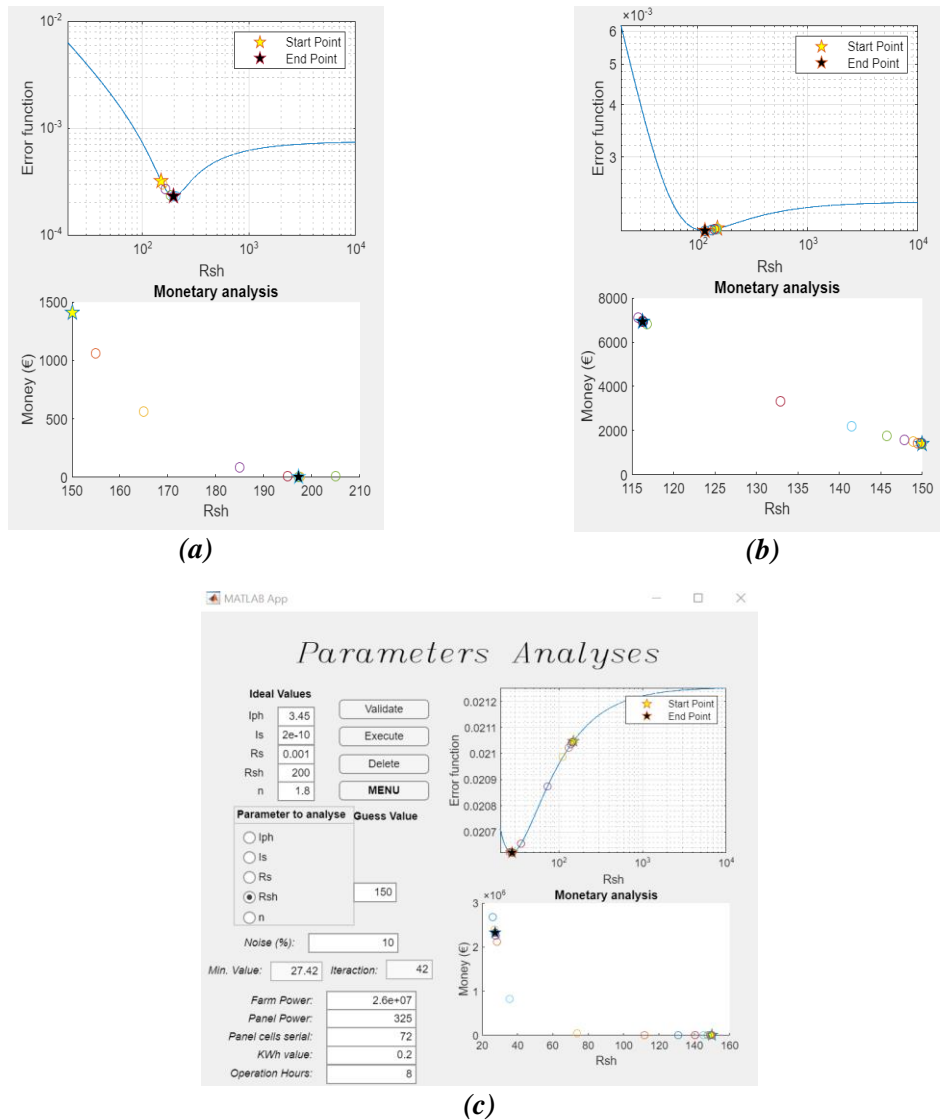 10^-2
10^-3
10^-4
Error function
Start Point
End Point
10^2 10^3 10^4
Rsh
Monetary analysis
1500
1000
500
0
Money (€)
150 160 170 180 190 200 210
Rsh
(a)
×10^-3
6
5
4
3
Error function
Start Point
End Point
10^2 10^3 10^4
Rsh
Monetary analysis
8000
6000
4000
2000
0
Money (€)
115 120 125 130 135 140 145 150
Rsh
(b)
MATLAB App
Parameters Analyses
Ideal Values
Iph 3.45
Is 2e-10
Rs 0.001
Rsh 200
n 1.8
Validate
Execute
Delete
MENU
Parameter to analyse
Guess Value
Iph
Is
Rs
Rsh
n
150
Noise (%): 10
Min. Value: 27.42 Iteraction: 42
Farm Power: 2.6e+07
Panel Power: 325
Panel cells serial: 72
KWh value: 0.2
Operation Hours: 8
0.0212
0.0211
0.021
0.0209
0.0208
0.0207
Error function
Start Point
End Point
10^2 10^3 10^4
Rsh
Monetary analysis
×10^6
3
2
1
0
Money (€)
20 40 60 80 100 120 140 160
Rsh
(c)